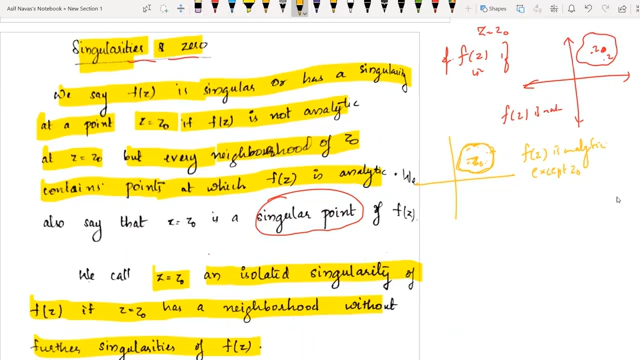 Asif Navas's Notebook » New Section 1
Singularities & zero
We say f(z) is singular or has a singularity
at a point z=z₀ if f(z) is not analytic
at z=z₀ but every neighbourhood of z₀
contains points at which f(z) is analytic. We
also say that z=z₀ is a singular point of f(z).
We call z=z₀ an isolated singularity of
f(z) if z=z₀ has a neighborhood without
further singularities of f(z).
z=z₀
f(z)
z₀
f(z) is
z₀
f(z) is analytic
except z₀